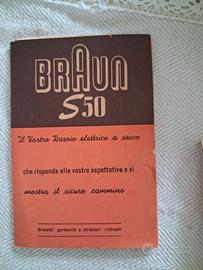 BRAUN
S50
Il Vostro Rasoio elettrico a secco
che risponde alle vostre aspettative e vi
mostra il sicuro cammino...
Brevetti germanici e stranieri richiesti